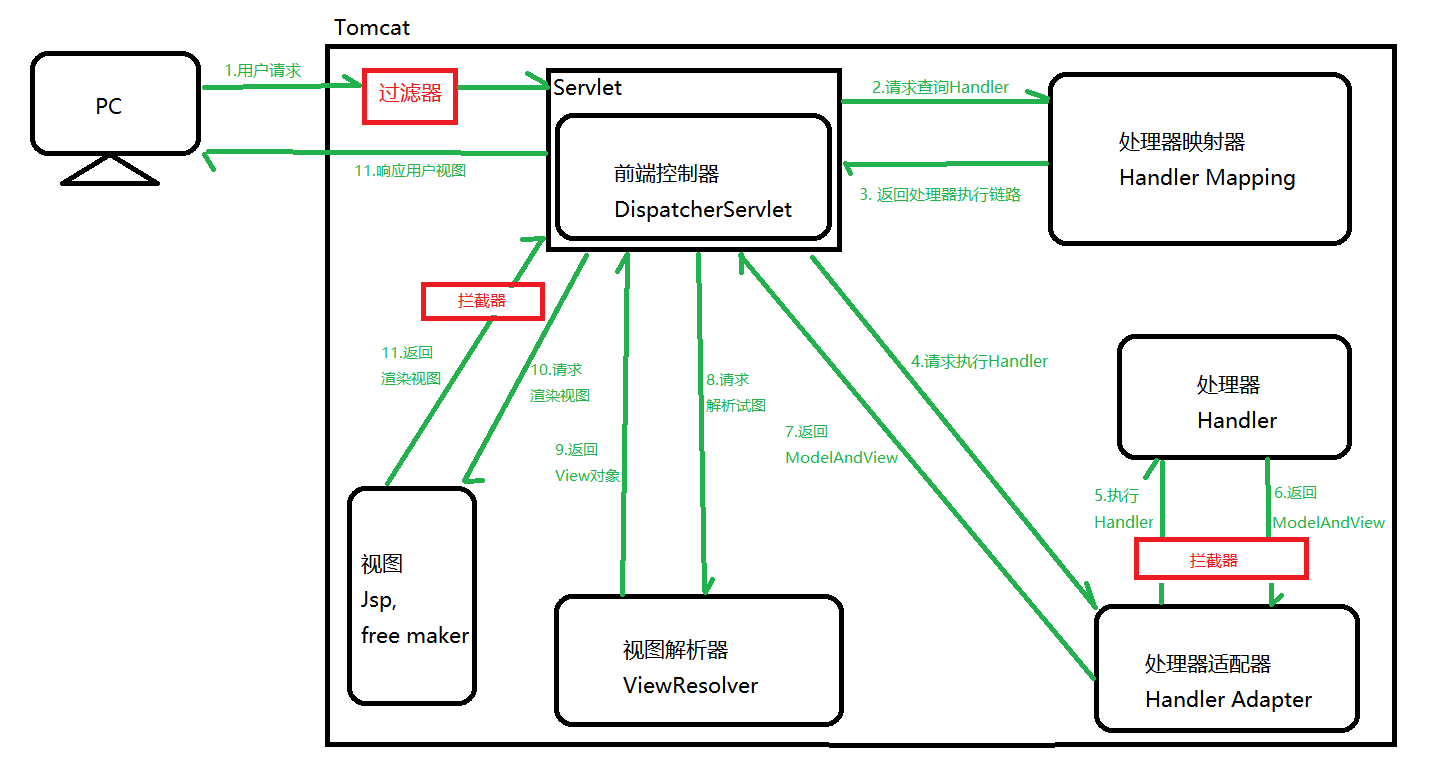 Tomcat
PC
1.用户请求
过滤器
Servlet
前端控制器
DispatcherServlet
2.请求查询Handler
处理器映射器
Handler Mapping
3. 返回处理器执行链路
11.响应用户视图
拦截器
11.返回
渲染视图
10.请求
渲染视图
9.返回
View对象
8.请求
解析试图
7.返回
ModelAndView
4.请求执行Handler
处理器
Handler
5.执行
Handler
6.返回
ModelAndView
拦截器
视图
Jsp,
free maker
视图解析器
ViewResolver
处理器适配器
Handler Adapter